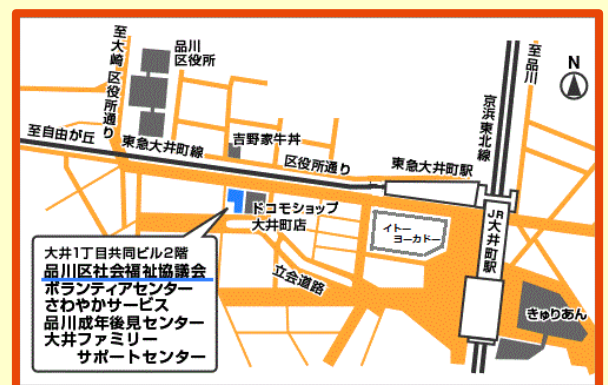 至大崎
区役所通り
品川
区役所
至品川
N
京浜東北線
至自由が丘
東急大井町線
吉野家牛丼
区役所通り
東急大井町駅
ドコモショップ
大井町店
イトー
ヨーカドー
JR大井町駅
立会道路
きゅりあん
大井1丁目共同ビル2階
品川区社会福祉協議会
ボランティアセンター
さわやかサービス
品川成年後見センター
大井ファミリー
サポートセンター